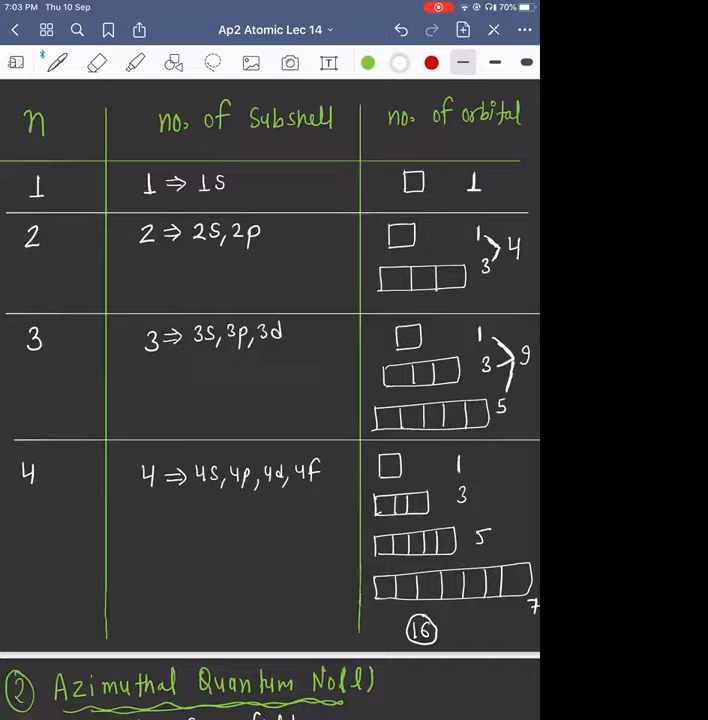 7:03 PM Thu 10 Sep 70%
Ap2 Atomic Lec 14
n no. of Subshell no. of orbital
1 1 ⇒ 1s 1
2 2 ⇒ 2s, 2p 1
3 4
3 3 ⇒ 3s, 3p, 3d 1
3 9
5
4 4 ⇒ 4s, 4p, 4d, 4f 1
3
5
7
16
② Azimuthal Quantum No(l)